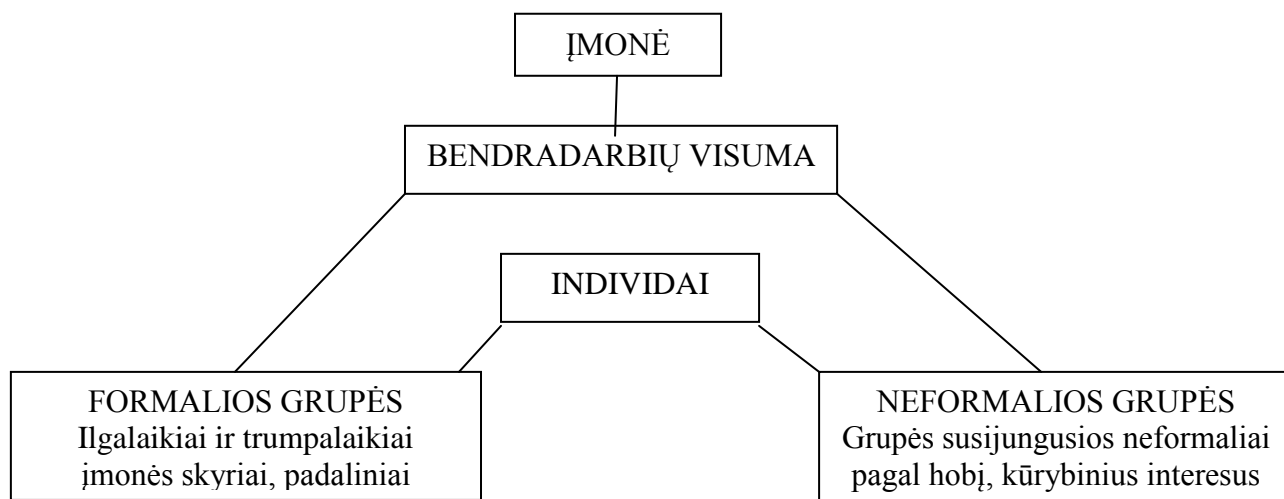 ĮMONĖ
BENDRADARBIŲ VISUMA
INDIVIDAI
FORMALIOS GRUPĖS
Ilgalaikiai ir trumpalaikiai
įmonės skyriai, padaliniai
NEFORMALIOS GRUPĖS
Grupės susijungusios neformaliai
pagal hobį, kūrybinius interesus